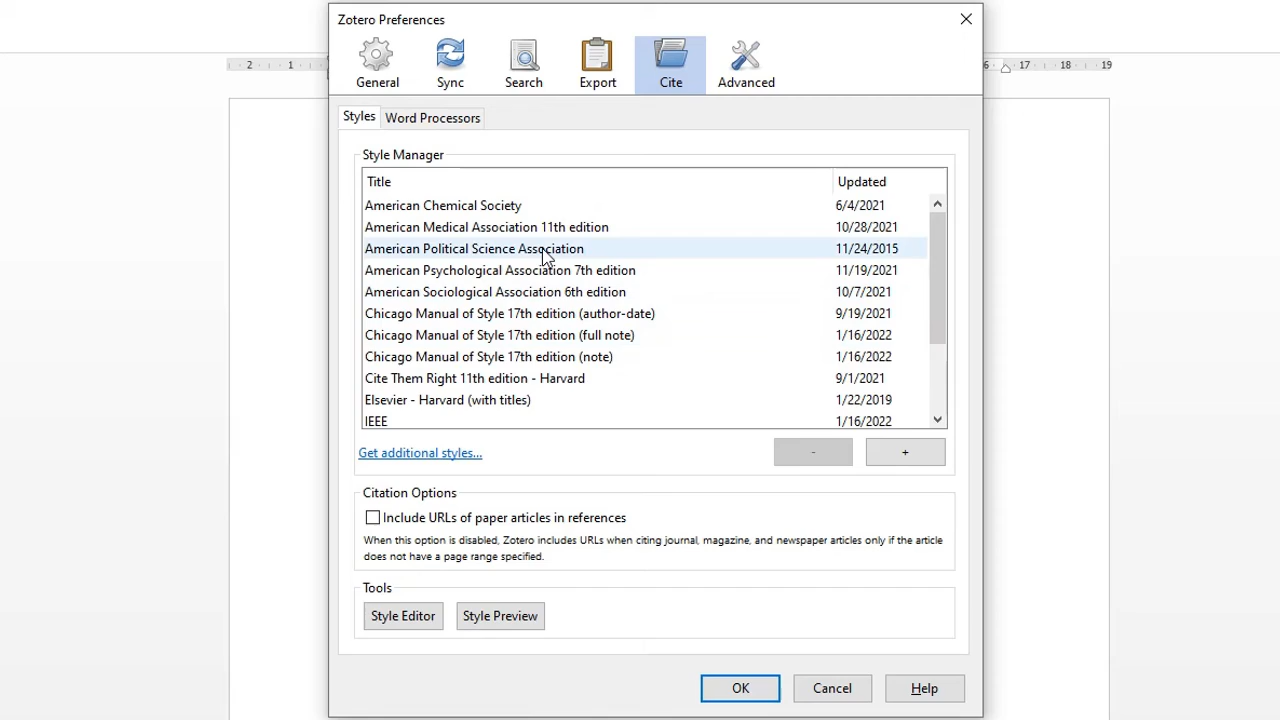 Zotero Preferences
General Sync Search Export Cite Advanced
2 1 6 17 18 19
Styles Word Processors
Style Manager
Title Updated
American Chemical Society 6/4/2021
American Medical Association 11th edition 10/28/2021
American Political Science Association 11/24/2015
American Psychological Association 7th edition 11/19/2021
American Sociological Association 6th edition 10/7/2021
Chicago Manual of Style 17th edition (author-date) 9/19/2021
Chicago Manual of Style 17th edition (full note) 1/16/2022
Chicago Manual of Style 17th edition (note) 1/16/2022
Cite Them Right 11th edition - Harvard 9/1/2021
Elsevier - Harvard (with titles) 1/22/2019
IEEE 1/16/2022
Get additional styles... - +
Citation Options
Include URLs of paper articles in references
When this option is disabled, Zotero includes URLs when citing journal, magazine, and newspaper articles only if the article
does not have a page range specified.
Tools
Style Editor Style Preview
OK Cancel Help